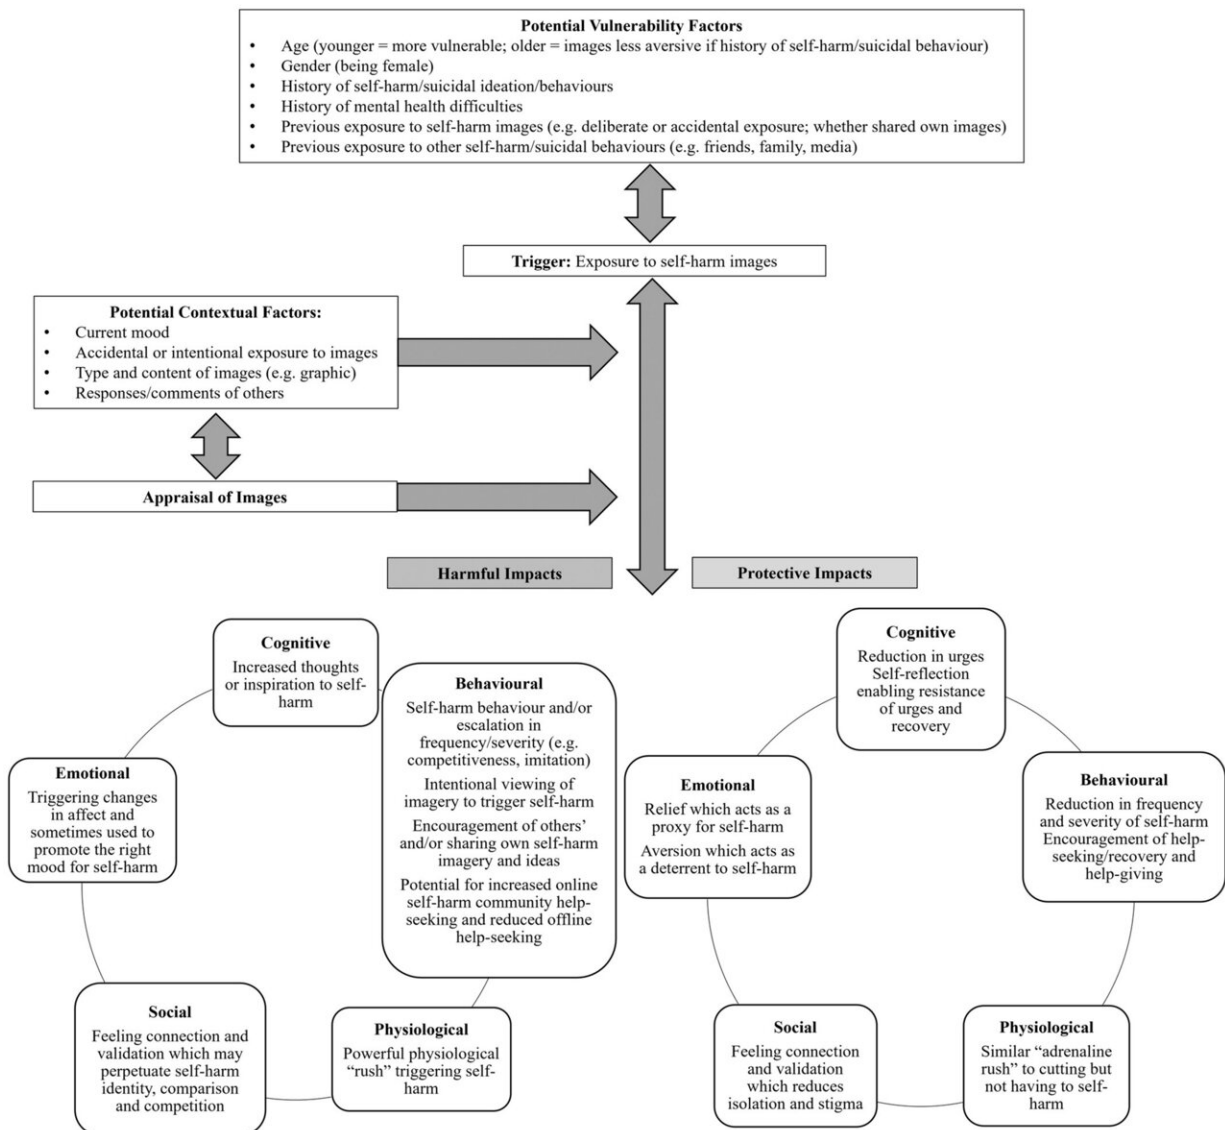 Potential Vulnerability Factors
• Age (younger = more vulnerable; older = images less aversive if history of self-harm/suicidal behaviour)
• Gender (being female)
• History of self-harm/suicidal ideation/behaviours
• History of mental health difficulties
• Previous exposure to self-harm images (e.g. deliberate or accidental exposure; whether shared own images)
• Previous exposure to other self-harm/suicidal behaviours (e.g. friends, family, media)
Trigger: Exposure to self-harm images
Potential Contextual Factors:
• Current mood
• Accidental or intentional exposure to images
• Type and content of images (e.g. graphic)
• Responses/comments of others
Appraisal of Images
Harmful Impacts
Protective Impacts
Cognitive
Increased thoughts
or inspiration to self-
harm
Behavioural
Self-harm behaviour and/or
escalation in
frequency/severity (e.g.
competitiveness, imitation)
Intentional viewing of
imagery to trigger self-harm
Encouragement of others’
and/or sharing own self-harm
imagery and ideas
Potential for increased online
self-harm community help-
seeking and reduced offline
help-seeking
Emotional
Triggering changes
in affect and
sometimes used to
promote the right
mood for self-harm
Social
Feeling connection and
validation which may
perpetuate self-harm
identity, comparison
and competition
Physiological
Powerful physiological
“rush” triggering self-
harm
Cognitive
Reduction in urges
Self-reflection
enabling resistance
of urges and
recovery
Emotional
Relief which acts as a
proxy for self-harm
Aversion which acts as
a deterrent to self-harm
Behavioural
Reduction in frequency
and severity of self-harm
Encouragement of help-
seeking/recovery and
help-giving
Social
Feeling connection
and validation
which reduces
isolation and stigma
Physiological
Similar “adrenaline
rush” to cutting but
not having to self-
harm